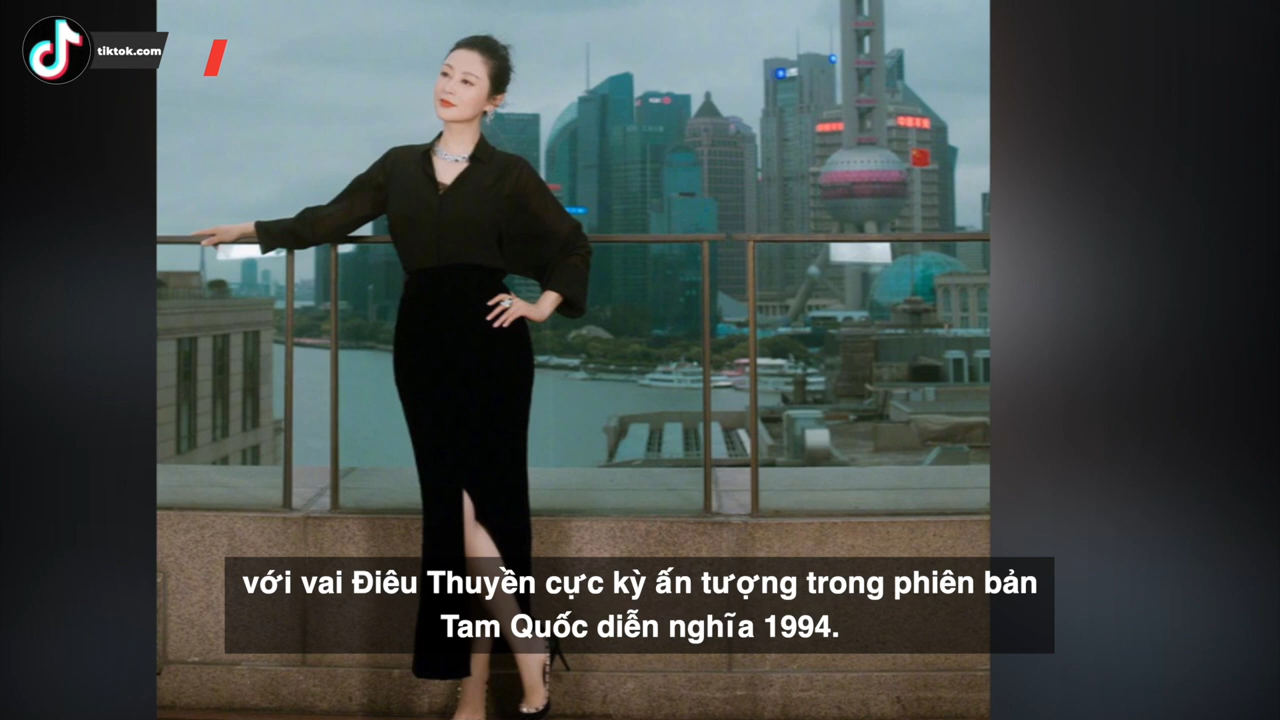 tiktok.com
với vai Điêu Thuyền cực kỳ ấn tượng trong phiên bản
Tam Quốc diễn nghĩa 1994.